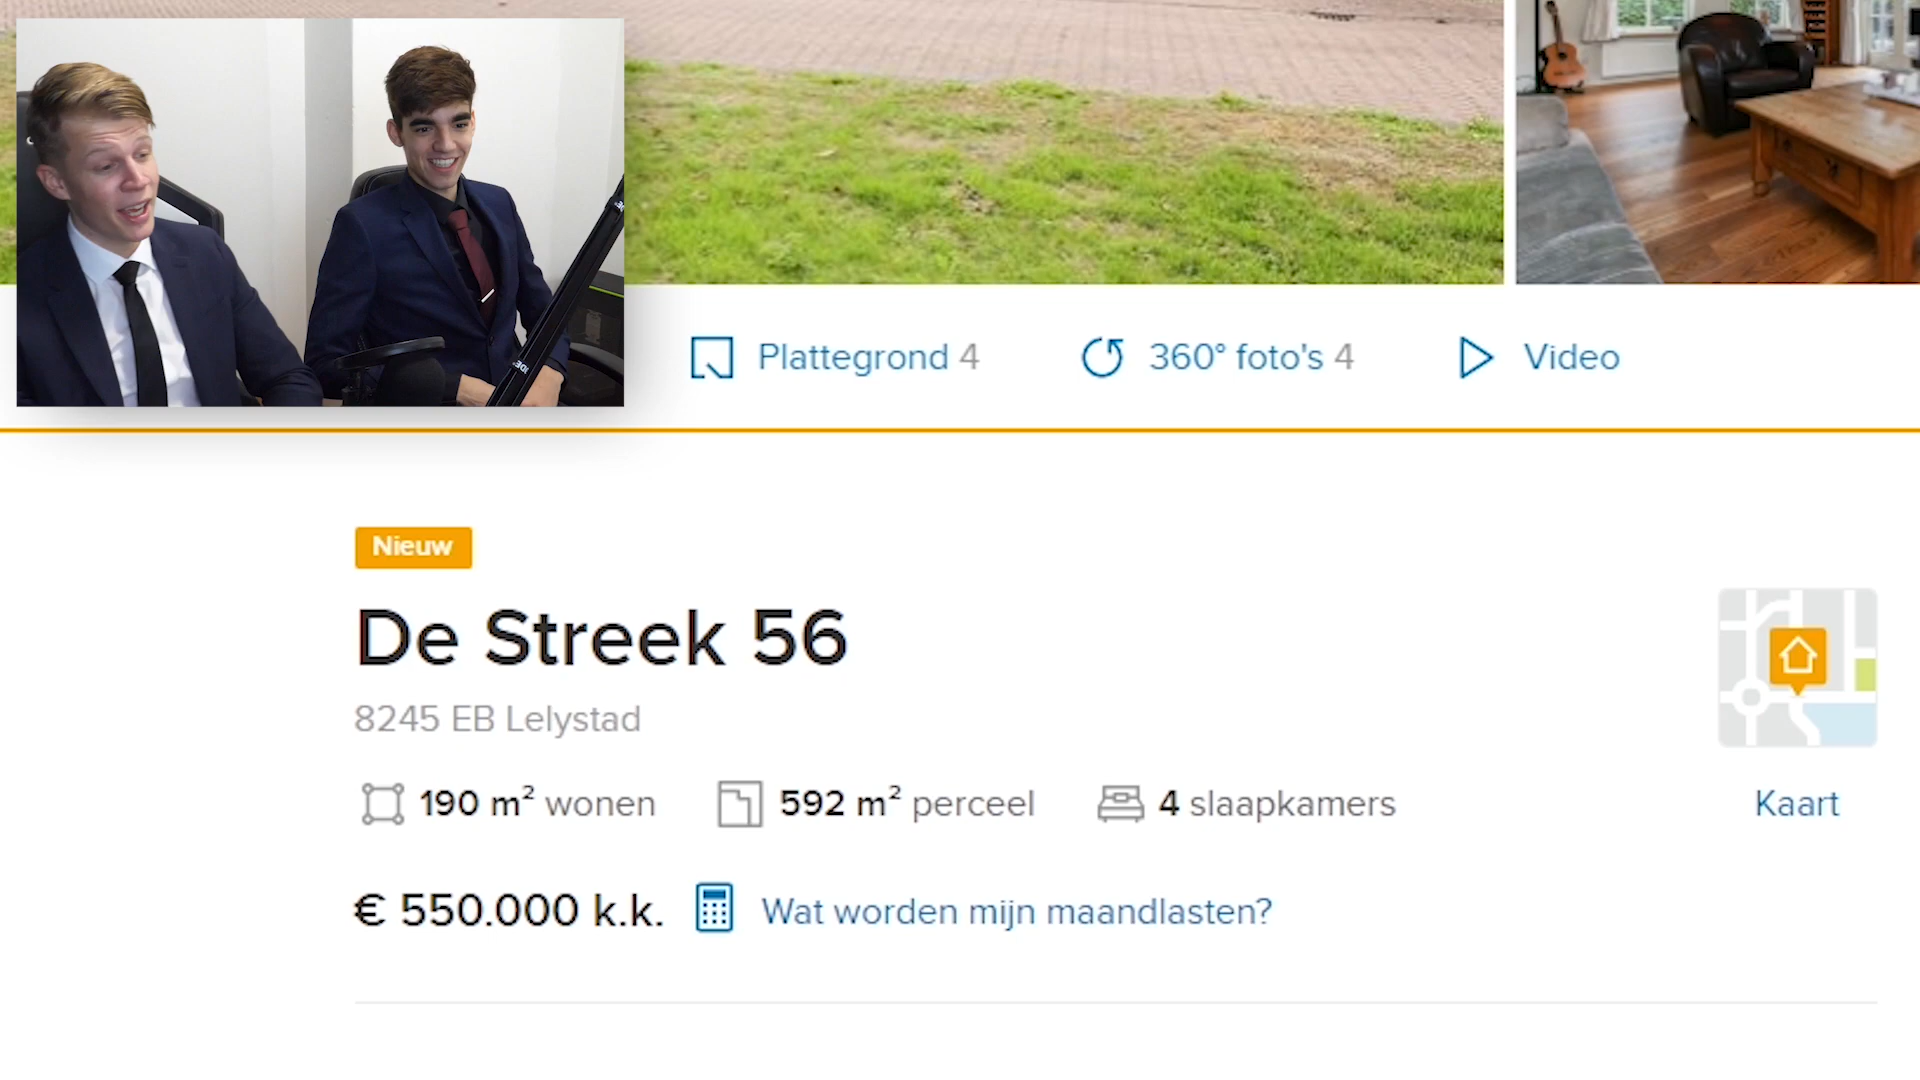 Plattegrond 4
360° foto's 4
Video
Nieuw
De Streek 56
8245 EB Lelystad
190 m² wonen
592 m² perceel
4 slaapkamers
Kaart
€ 550.000 k.k.
Wat worden mijn maandlasten?